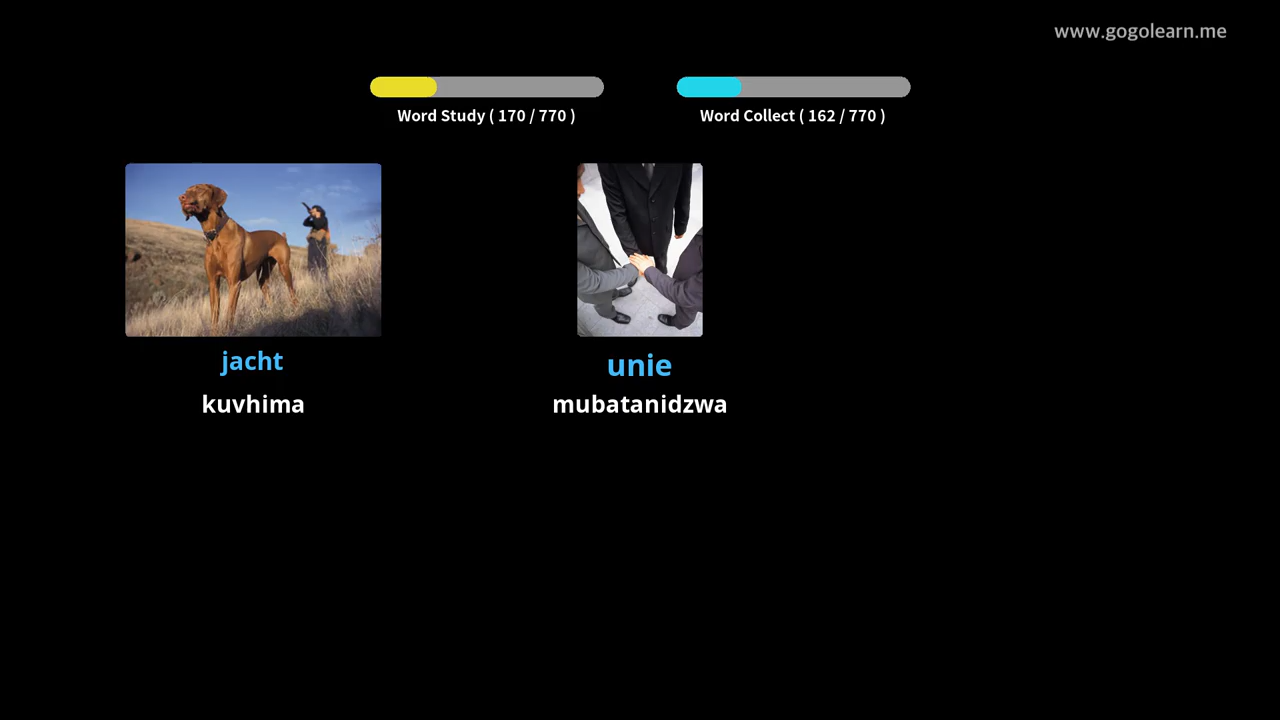 www.gogolearn.me
Word Study ( 170 / 770 )
Word Collect ( 162 / 770 )
jacht
kuvhima
unie
mubatanidzwa